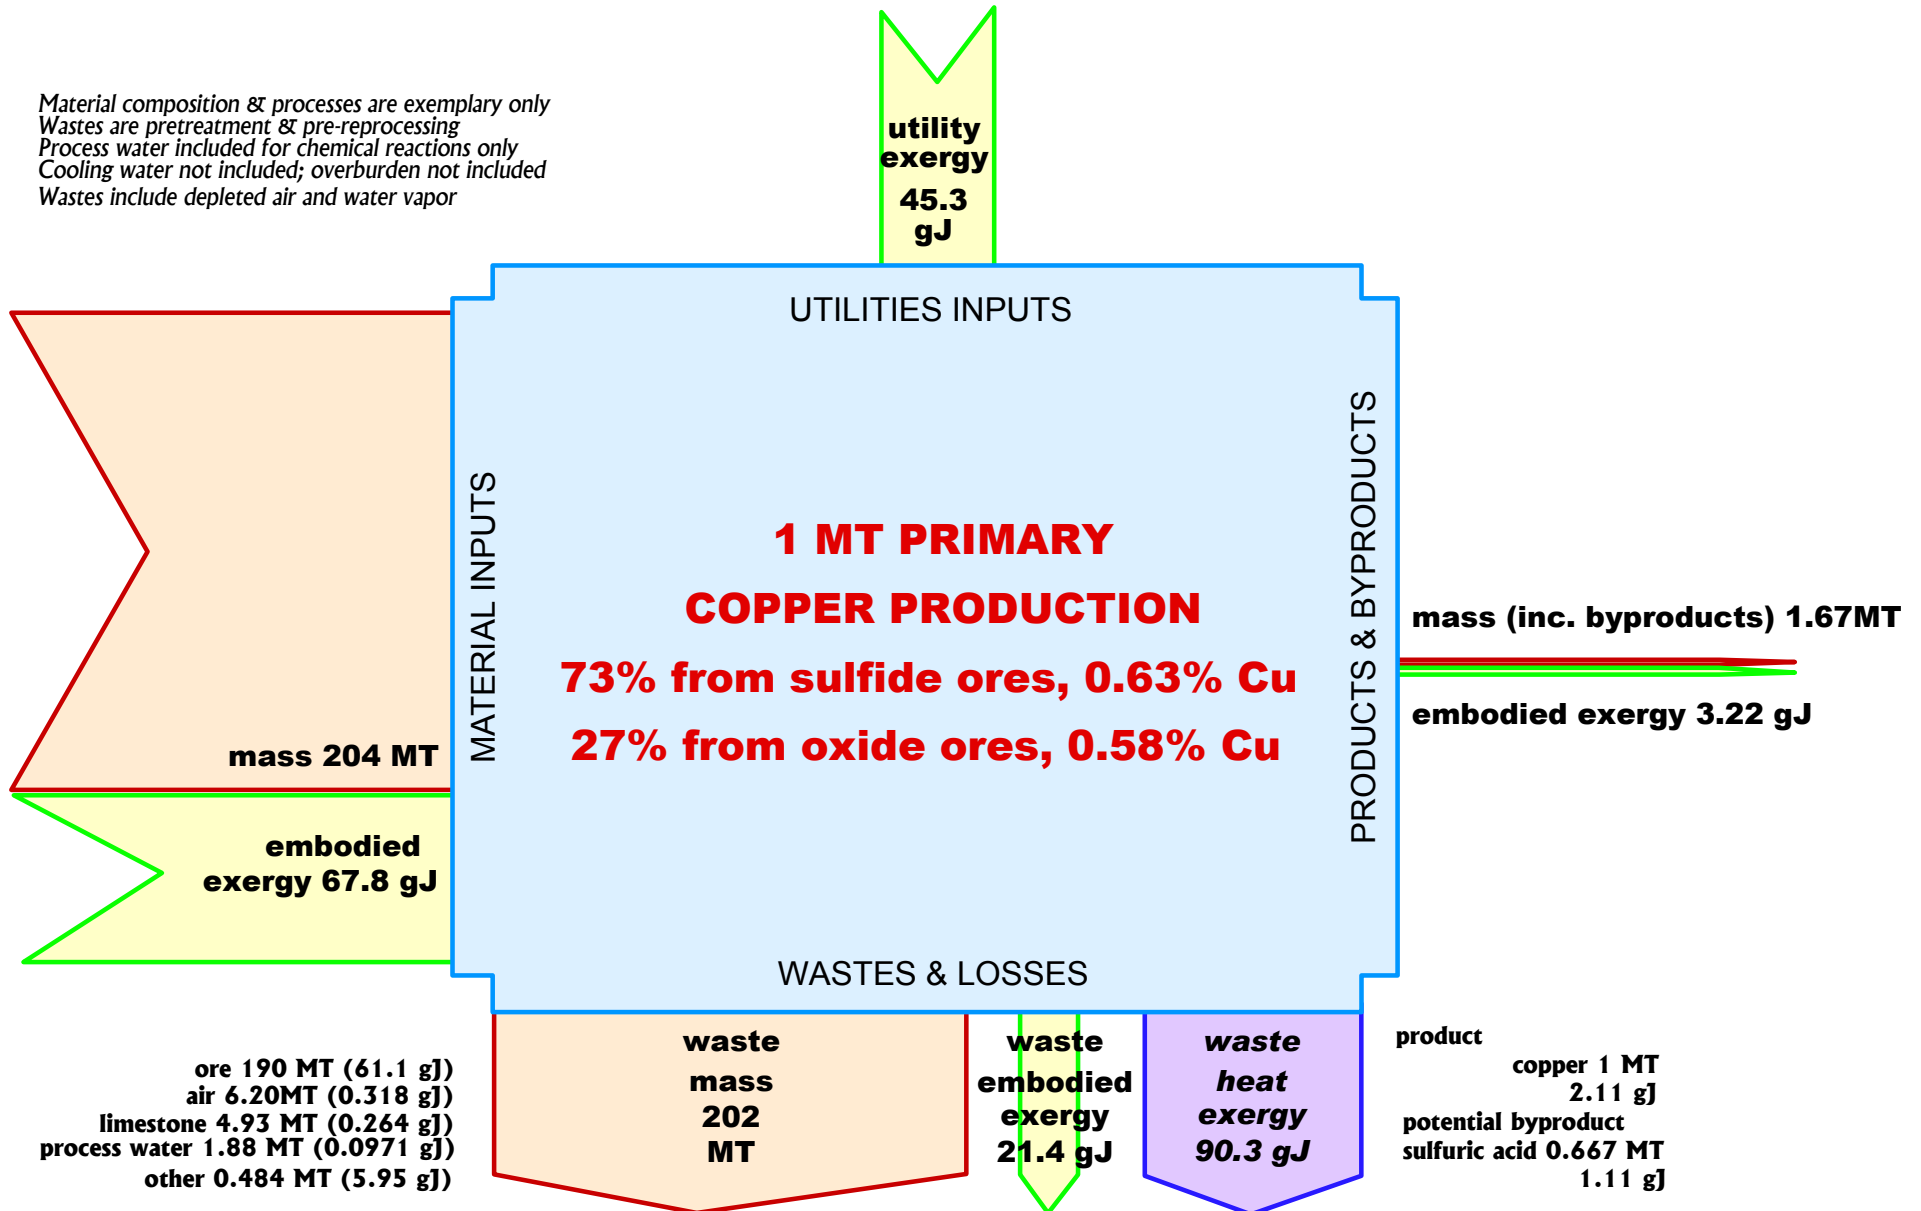 Material composition & processes are exemplary only
Wastes are pretreatment & pre-reprocessing
Process water included for chemical reactions only
Cooling water not included; overburden not included
Wastes include depleted air and water vapor
utility
exergy
45.3
gJ
UTILITIES INPUTS
MATERIAL INPUTS
mass 204 MT
embodied
exergy 67.8 gJ
1 MT PRIMARY
COPPER PRODUCTION
73% from sulfide ores, 0.63% Cu
27% from oxide ores, 0.58% Cu
PRODUCTS & BYPRODUCTS
mass (inc. byproducts) 1.67MT
embodied exergy 3.22 gJ
WASTES & LOSSES
ore 190 MT (61.1 gJ)
air 6.20MT (0.318 gJ)
limestone 4.93 MT (0.264 gJ)
process water 1.88 MT (0.0971 gJ)
other 0.484 MT (5.95 gJ)
waste
mass
202
MT
waste
embodied
exergy
21.4 gJ
waste
heat
exergy
90.3 gJ
product
copper 1 MT
2.11 gJ
potential byproduct
sulfuric acid 0.667 MT
1.11 gJ